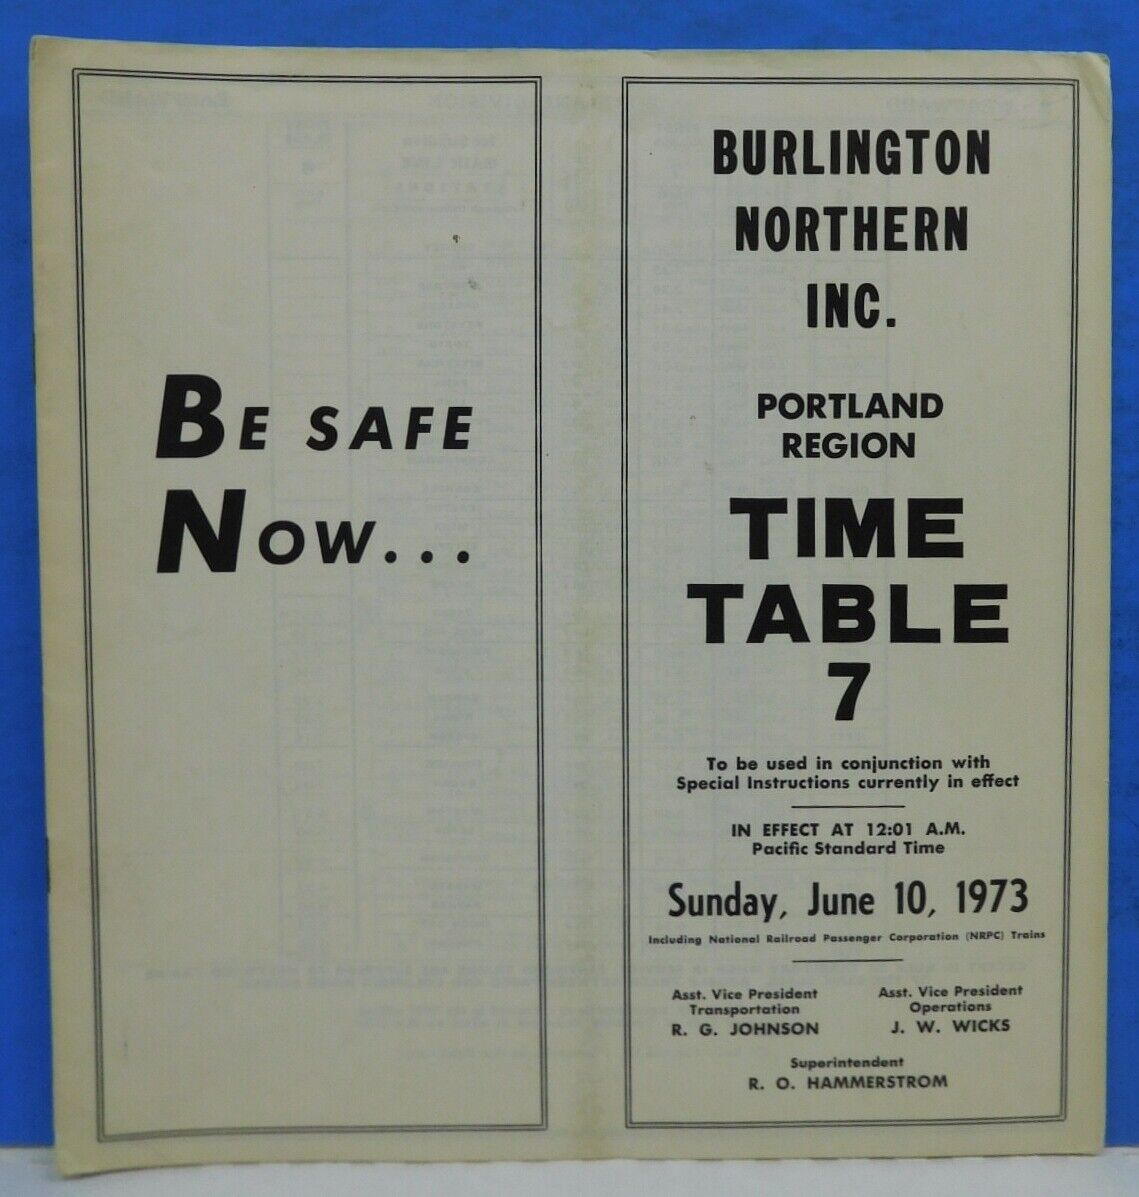 BE SAFE
NOW...
BURLINGTON
NORTHERN
INC.
PORTLAND
REGION
TIME
TABLE
7
To be used in conjunction with
Special Instructions currently in effect
IN EFFECT AT 12:01 A.M.
Pacific Standard Time
Sunday, June 10, 1973
Including National Railroad Passenger Corporation (NRPC) Trains
Asst. Vice President
Transportation
R. G. JOHNSON
Asst. Vice President
Operations
J. W. WICKS
Superintendent
R. O. HAMMERSTROM